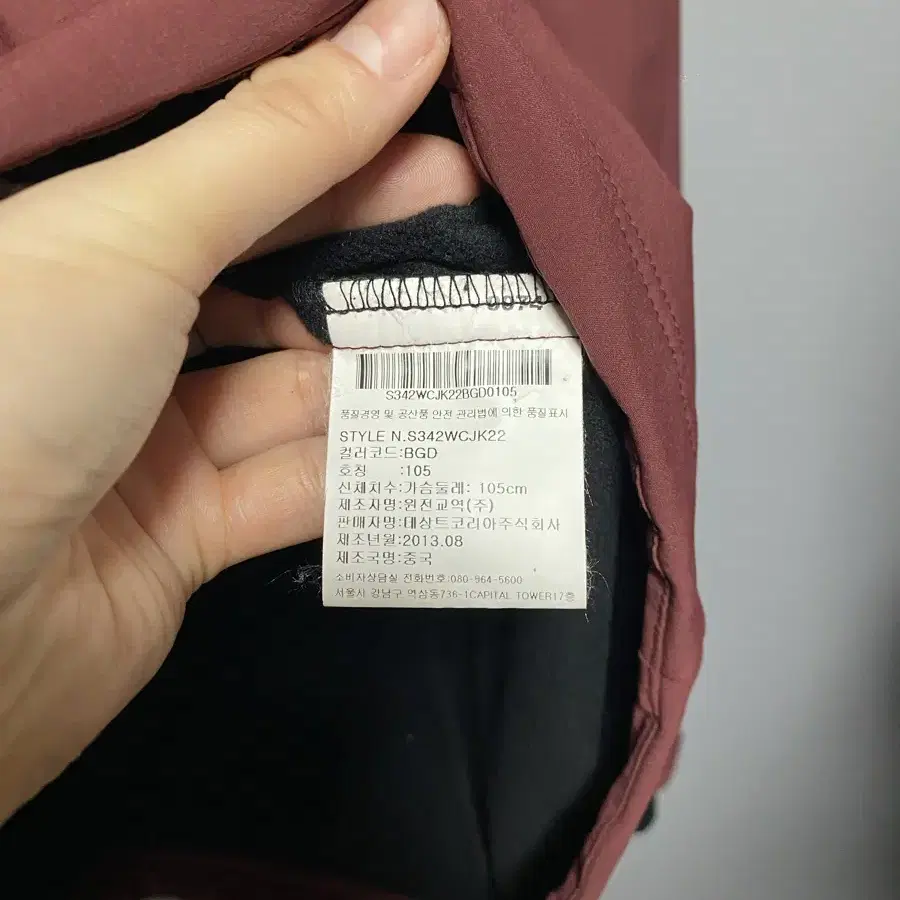 S342WCJK22BGD0105
품질경영 및 공산품 안전 관리법에 의한 품질표시
STYLE N.S342WCJK22
컬러코드:BGD
호칭 :105
신체치수:가슴둘레: 105cm
제조자명:원전교역(주)
판매자명:데상트코리아주식회사
제조년월:2013.08
제조국명:중국
소비자상담실 전화번호:080-964-5600
서울시 강남구 역삼동736-1CAPITAL TOWER17층